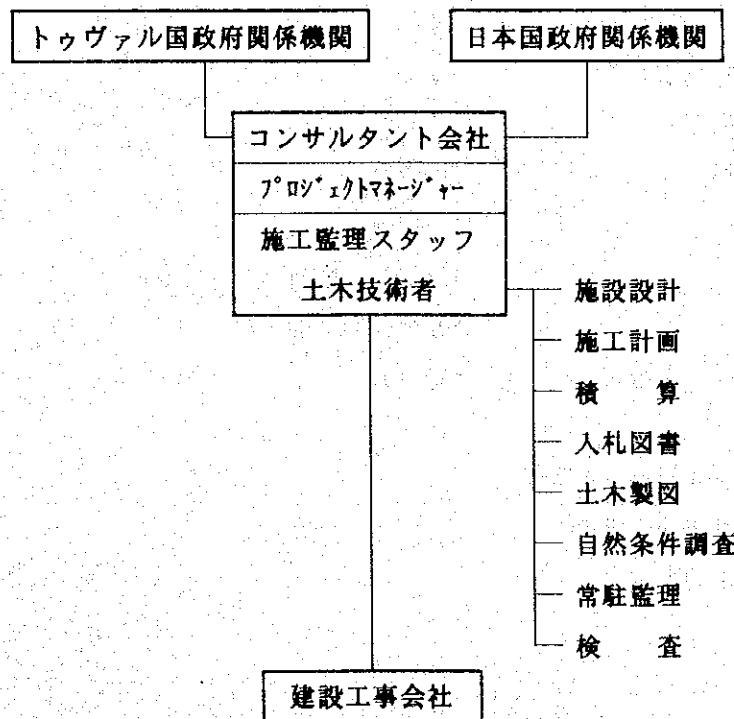 トゥヴァル国政府関係機関
日本国政府関係機関
コンサルタント会社
プロジェクトマネージャー
施工監理スタッフ
土木技術者
施設設計
施工計画
積　算
入札図書
土木製図
自然条件調査
常駐監理
検　査
建設工事会社